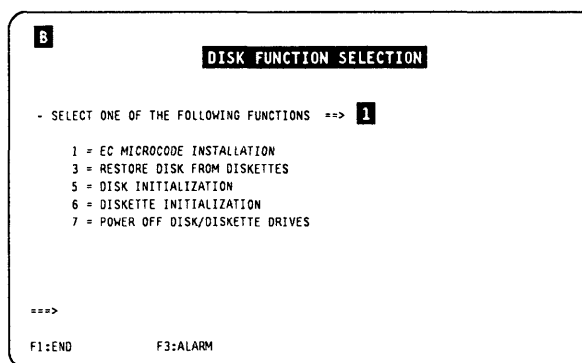 B
DISK FUNCTION SELECTION
- SELECT ONE OF THE FOLLOWING FUNCTIONS ==> 1
1 = EC MICROCODE INSTALLATION
3 = RESTORE DISK FROM DISKETTES
5 = DISK INITIALIZATION
6 = DISKETTE INITIALIZATION
7 = POWER OFF DISK/DISKETTE DRIVES
===>
F1:END F3:ALARM